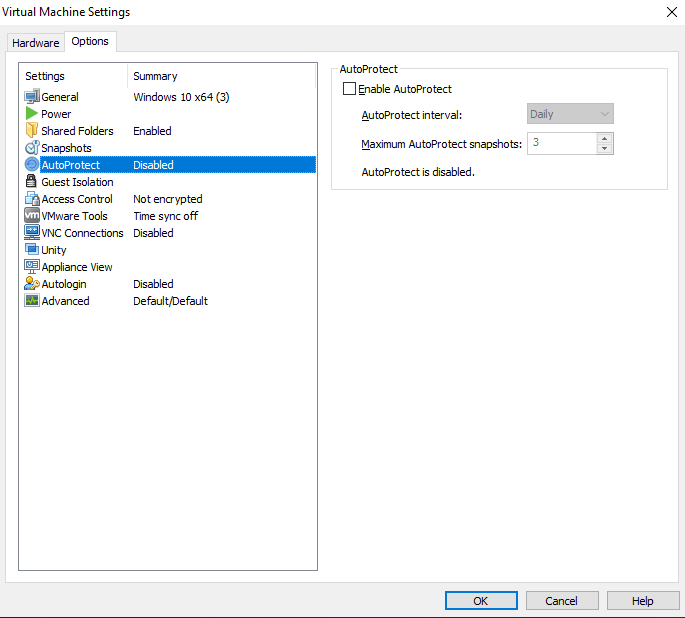 Virtual Machine Settings
Hardware Options
Settings Summary
General Windows 10 x64 (3)
Power
Shared Folders Enabled
Snapshots
AutoProtect Disabled
Guest Isolation
Access Control Not encrypted
vm VMware Tools Time sync off
VNC Connections Disabled
Unity
Appliance View
Autologin Disabled
Advanced Default/Default
AutoProtect
Enable AutoProtect
AutoProtect interval: Daily
Maximum AutoProtect snapshots: 3
AutoProtect is disabled.
OK Cancel Help